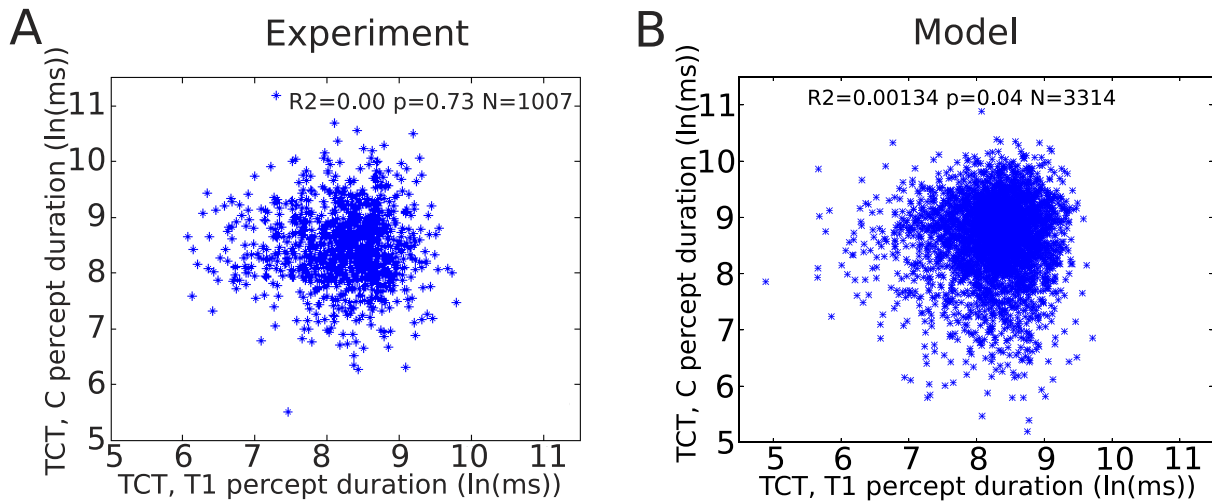 A
Experiment
R2=0.00 p=0.73 N=1007
TCT, C percept duration (ln(ms))
11
10
9
8
7
6
5
5 6 7 8 9 10 11
TCT, T1 percept duration (ln(ms))
B
Model
R2=0.00134 p=0.04 N=3314
TCT, C percept duration (ln(ms))
11
10
9
8
7
6
5
5 6 7 8 9 10 11
TCT, T1 percept duration (ln(ms))